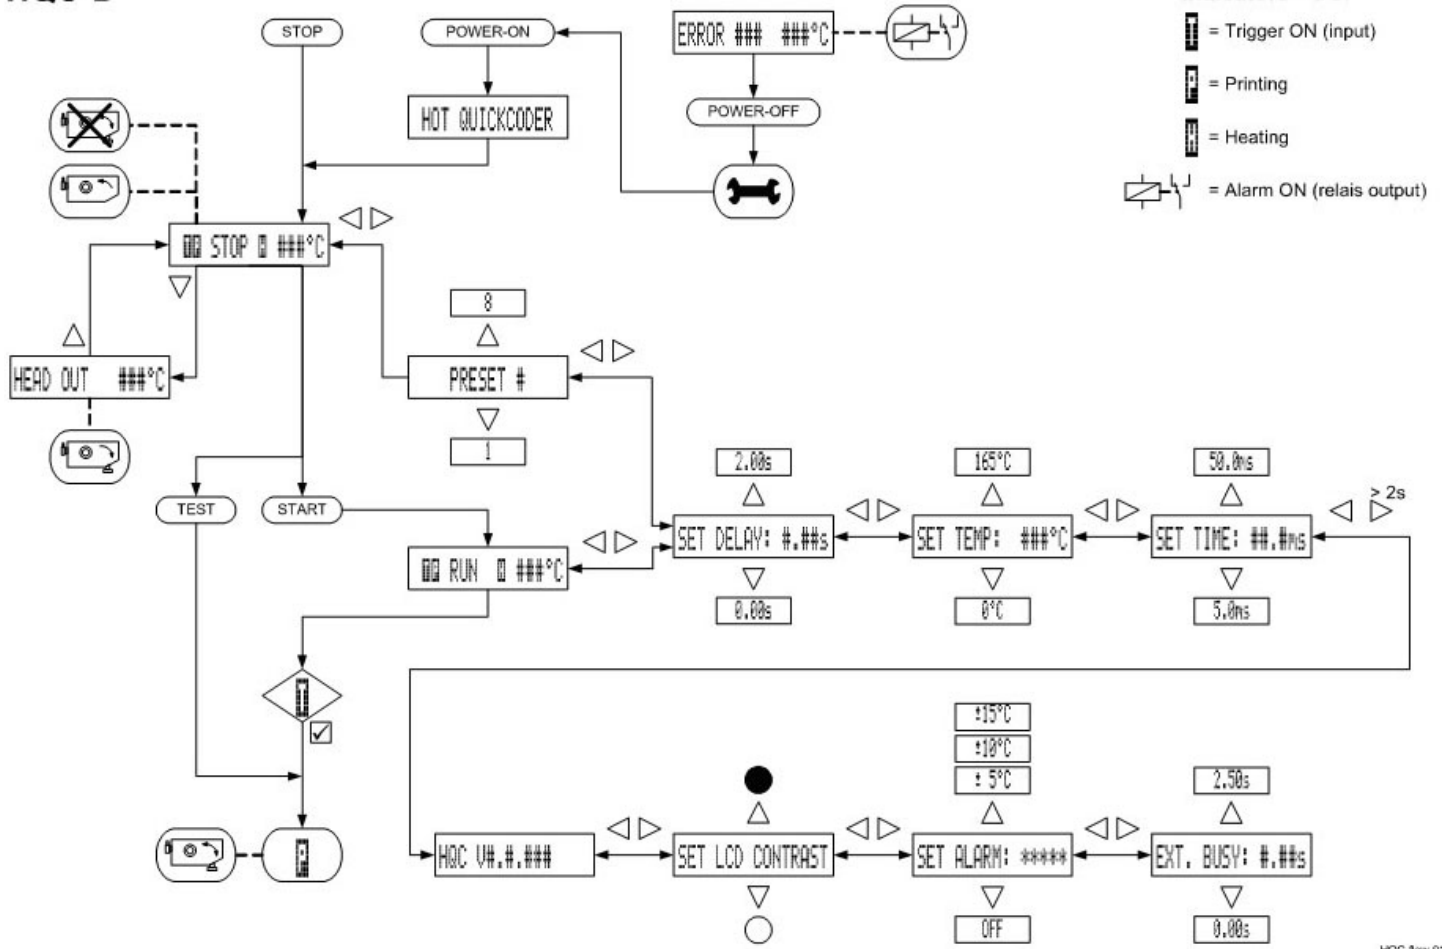 STOP
POWER-ON
ERROR ### ###°C
= Trigger ON (input)
= Printing
= Heating
= Alarm ON (relais output)
HOT QUICKCODER
POWER-OFF
STOP ###°C
8
HEAD OUT ###°C
PRESET #
1
TEST
START
RUN ###°C
2.00s
165°C
50.0ms
> 2s
SET DELAY: #.##s
SET TEMP: ###°C
SET TIME: ##.#ms
0.00s
0°C
5.0ms
±15°C
±10°C
± 5°C
2.50s
HQC V#.#.###
SET LCD CONTRAST
SET ALARM: *****
EXT. BUSY: #.##s
OFF
0.00s